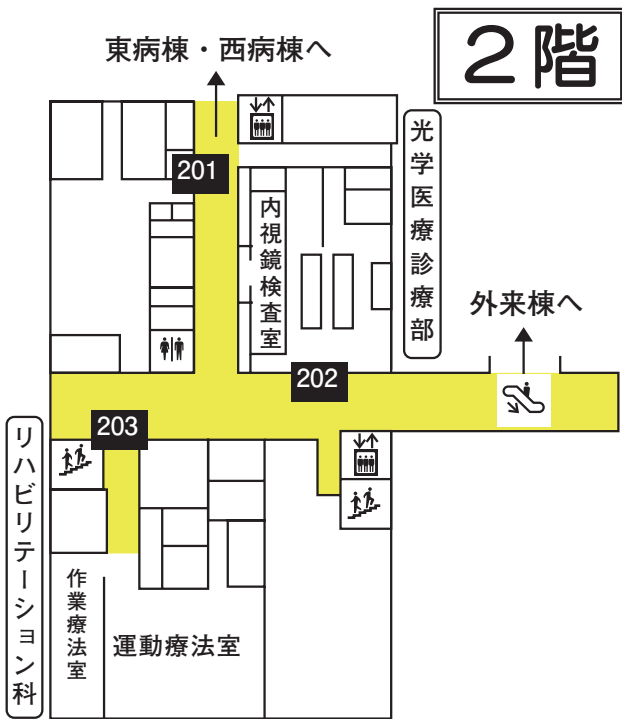 2階
東病棟・西病棟へ
201
光学医療診療部
内視鏡検査室
外来棟へ
202
203
リハビリテーション科
作業療法室
運動療法室